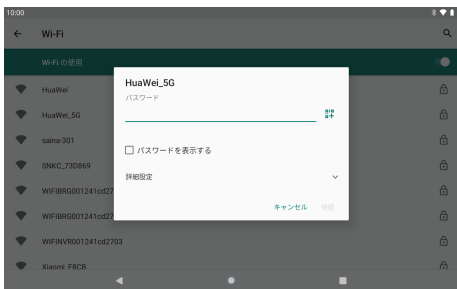 10:00
Wi-Fi
Wi-Fi の使用
HuaWei
HuaWei_5G
saina-301
SNKC_73D869
WIFIBRG001241cd27
WIFIBRG001241cd27
WIFINVR001241cd2703
Xiaomi_F8CB
HuaWei_5G
パスワード
パスワードを表示する
詳細設定
キャンセル
接続